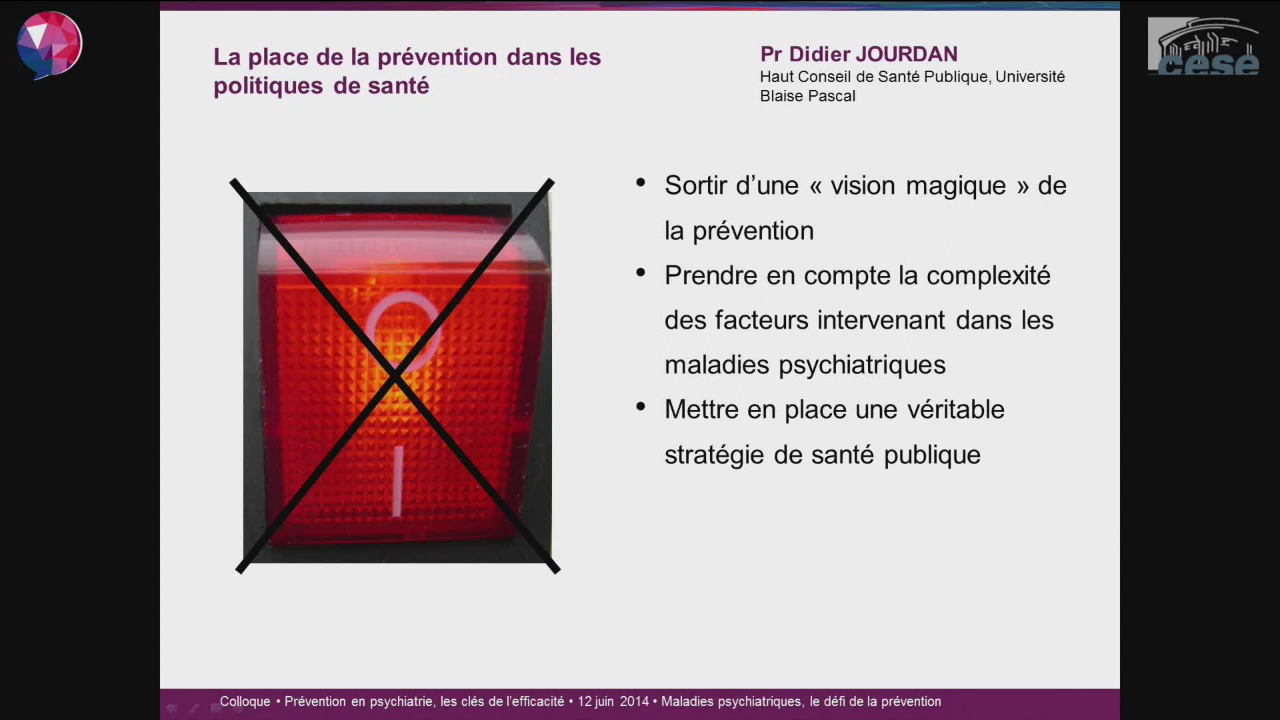 La place de la prévention dans les
politiques de santé
Pr Didier JOURDAN
Haut Conseil de Santé Publique, Université
Blaise Pascal
cese
• Sortir d’une « vision magique » de
la prévention
• Prendre en compte la complexité
des facteurs intervenant dans les
maladies psychiatriques
• Mettre en place une véritable
stratégie de santé publique
Colloque • Prévention en psychiatrie, les clés de l’efficacité • 12 juin 2014 • Maladies psychiatriques, le défi de la prévention